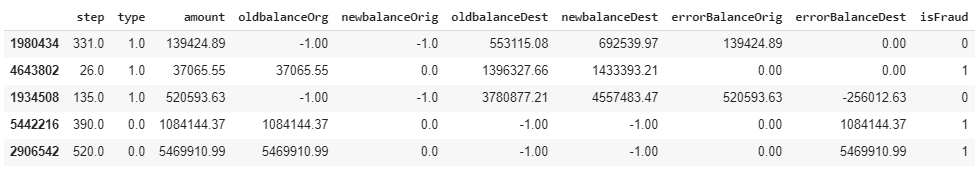 step type amount oldbalanceOrg newbalanceOrig oldbalanceDest newbalanceDest errorBalanceOrig errorBalanceDest isFraud
1980434 331.0 1.0 139424.89 -1.00 -1.0 553115.08 692539.97 139424.89 0.00 0
4643802 26.0 1.0 37065.55 37065.55 0.0 1396327.66 1433393.21 0.00 0.00 1
1934508 135.0 1.0 520593.63 -1.00 -1.0 3780877.21 4557483.47 520593.63 -256012.63 0
5442216 390.0 0.0 1084144.37 1084144.37 0.0 -1.00 -1.00 0.00 1084144.37 1
2906542 520.0 0.0 5469910.99 5469910.99 0.0 -1.00 -1.00 0.00 5469910.99 1